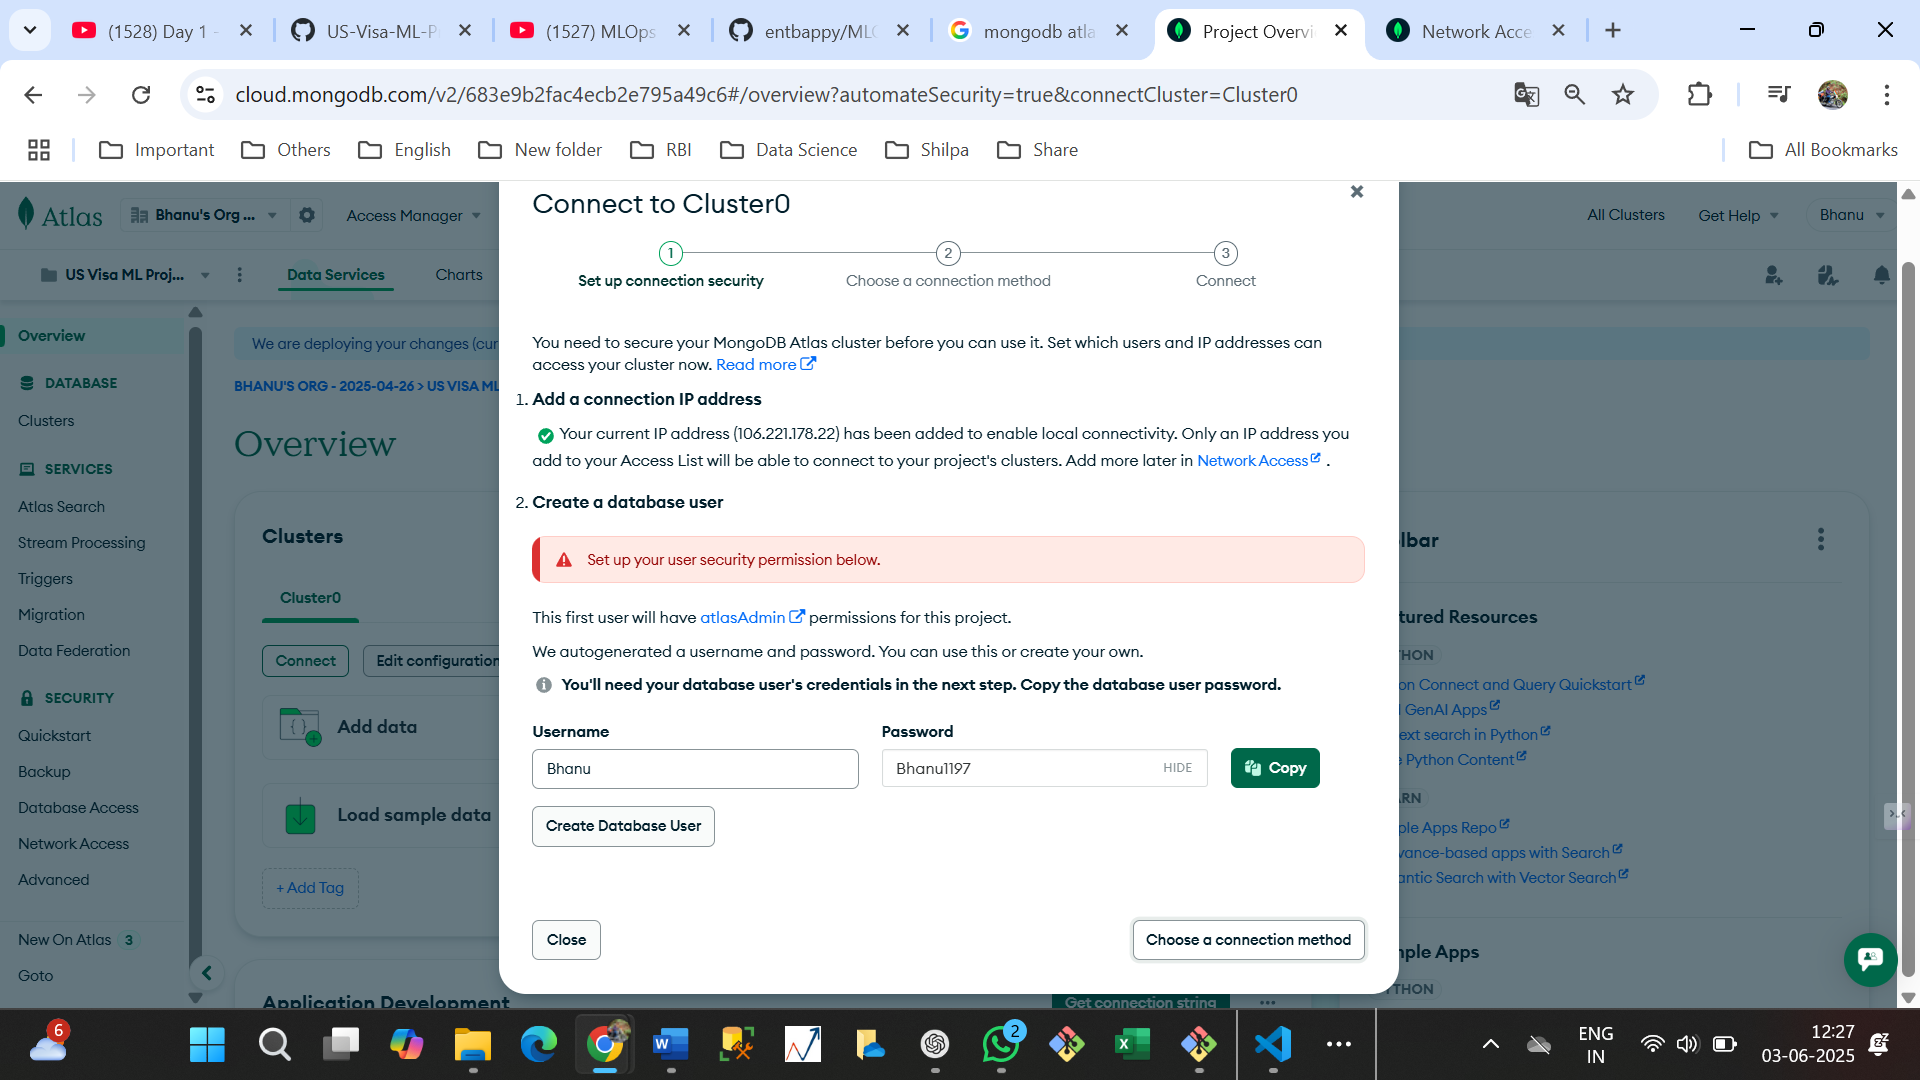 (1528) Day 1 -
US-Visa-ML-P
(1527) MLOps
entbappy/MLO
mongodb atla
Project Overvi
Network Acce
cloud.mongodb.com/v2/683e9b2fac4ecb2e795a49c6#/overview?automateSecurity=true&connectCluster=Cluster0
Important
Others
English
New folder
RBI
Data Science
Shilpa
Share
All Bookmarks
Atlas
Bhanu's Org ...
Access Manager
All Clusters
Get Help
Bhanu
US Visa ML Proj...
Data Services
Charts
Overview
DATABASE
Clusters
SERVICES
Atlas Search
Stream Processing
Triggers
Migration
Data Federation
SECURITY
Quickstart
Backup
Database Access
Network Access
Advanced
New On Atlas 3
Goto
We are deploying your changes (cur
BHANU'S ORG - 2025-04-26 > US VISA ML
Overview
Clusters
Cluster0
Connect
Edit configuration
Add data
Load sample data
+ Add Tag
Application Development
Get connection string
Connect to Cluster0
1
2
3
Set up connection security
Choose a connection method
Connect
You need to secure your MongoDB Atlas cluster before you can use it. Set which users and IP addresses can
access your cluster now. Read more
1. Add a connection IP address
Your current IP address (106.221.178.22) has been added to enable local connectivity. Only an IP address you
add to your Access List will be able to connect to your project's clusters. Add more later in Network Access .
2. Create a database user
Set up your user security permission below.
This first user will have atlasAdmin permissions for this project.
We autogenerated a username and password. You can use this or create your own.
You'll need your database user's credentials in the next step. Copy the database user password.
Username
Password
Bhanu
Bhanu1197
HIDE
Copy
Create Database User
Close
Choose a connection method
lbar
tured Resources
THON
on Connect and Query Quickstart
GenAI Apps
ext search in Python
Python Content
RN
ple Apps Repo
vance-based apps with Search
antic Search with Vector Search
mple Apps
THON
6
2
ENG
IN
12:27
03-06-2025